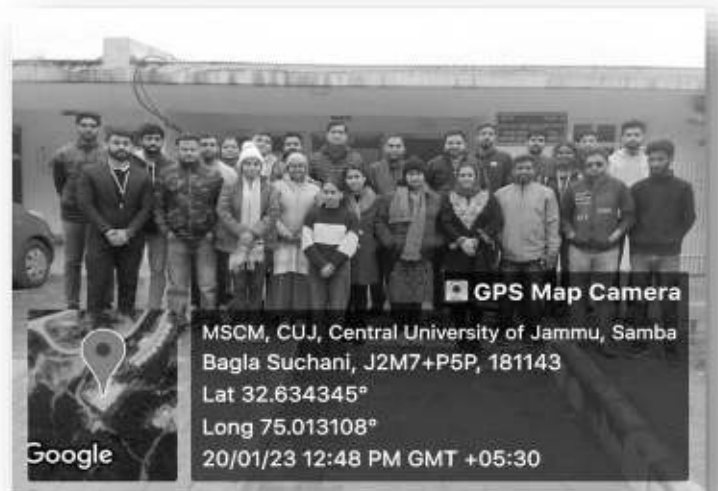 GPS Map Camera
MSCM, CUJ, Central University of Jammu, Samba
Bagla Suchani, J2M7+P5P, 181143
Lat 32.634345°
Long 75.013108°
20/01/23 12:48 PM GMT +05:30
Google